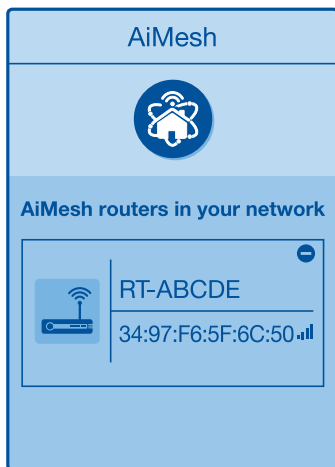 AiMesh
AiMesh routers in your network
RT-ABCDE
34:97:F6:5F:6C:50